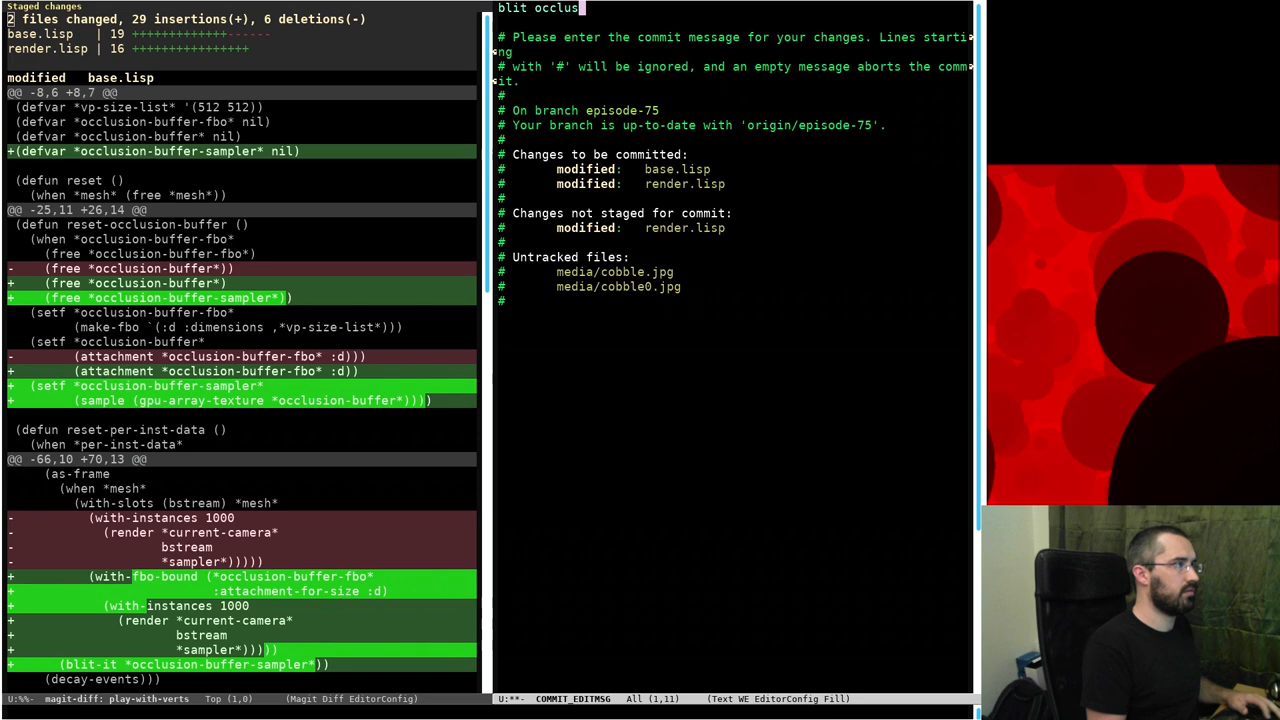 Staged changes
2 files changed, 29 insertions(+), 6 deletions(-)
base.lisp   | 19 +++++++++++++------
render.lisp | 16 ++++++++++++++++
modified   base.lisp
@@ -8,6 +8,7 @@
 (defvar *vp-size-list* '(512 512))
 (defvar *occlusion-buffer-fbo* nil)
 (defvar *occlusion-buffer* nil)
+(defvar *occlusion-buffer-sampler* nil)
 (defun reset ()
   (when *mesh* (free *mesh*))
@@ -25,11 +26,14 @@
 (defun reset-occlusion-buffer ()
   (when *occlusion-buffer-fbo*
     (free *occlusion-buffer-fbo*)
-    (free *occlusion-buffer*))
+    (free *occlusion-buffer*)
+    (free *occlusion-buffer-sampler*))
   (setf *occlusion-buffer-fbo*
         (make-fbo `(:d :dimensions ,*vp-size-list*)))
   (setf *occlusion-buffer*
-        (attachment *occlusion-buffer-fbo* :d)))
+        (attachment *occlusion-buffer-fbo* :d))
+  (setf *occlusion-buffer-sampler*
+        (sample (gpu-array-texture *occlusion-buffer*))))
 (defun reset-per-inst-data ()
   (when *per-inst-data*
@@ -66,10 +70,13 @@
     (as-frame
       (when *mesh*
         (with-slots (bstream) *mesh*
-          (with-instances 1000
-            (render *current-camera*
-                    bstream
-                    *sampler*)))))
+          (with-fbo-bound (*occlusion-buffer-fbo*
+                           :attachment-for-size :d)
+            (with-instances 1000
+              (render *current-camera*
+                      bstream
+                      *sampler*)))))
+      (blit-it *occlusion-buffer-sampler*))
     (decay-events)))
U:%%-  magit-diff: play-with-verts   Top (1,0)      (Magit Diff EditorConfig)
blit occlus
# Please enter the commit message for your changes. Lines starti
ng
# with '#' will be ignored, and an empty message aborts the comm
it.
#
# On branch episode-75
# Your branch is up-to-date with 'origin/episode-75'.
#
# Changes to be committed:
#       modified:   base.lisp
#       modified:   render.lisp
#
# Changes not staged for commit:
#       modified:   render.lisp
#
# Untracked files:
#       media/cobble.jpg
#       media/cobble0.jpg
#
U:**-  COMMIT_EDITMSG   All (1,11)     (Text WE EditorConfig Fill)